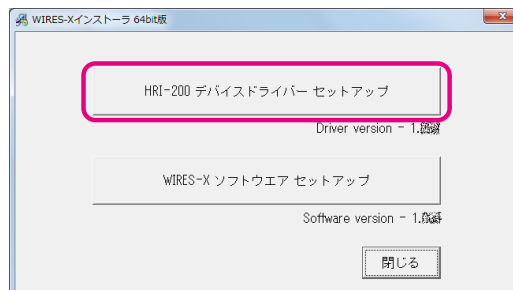 WIRES-Xインストーラ 64bit版
HRI-200 デバイスドライバー セットアップ
Driver version - 1.
WIRES-X ソフトウエア セットアップ
Software version - 1.
閉じる